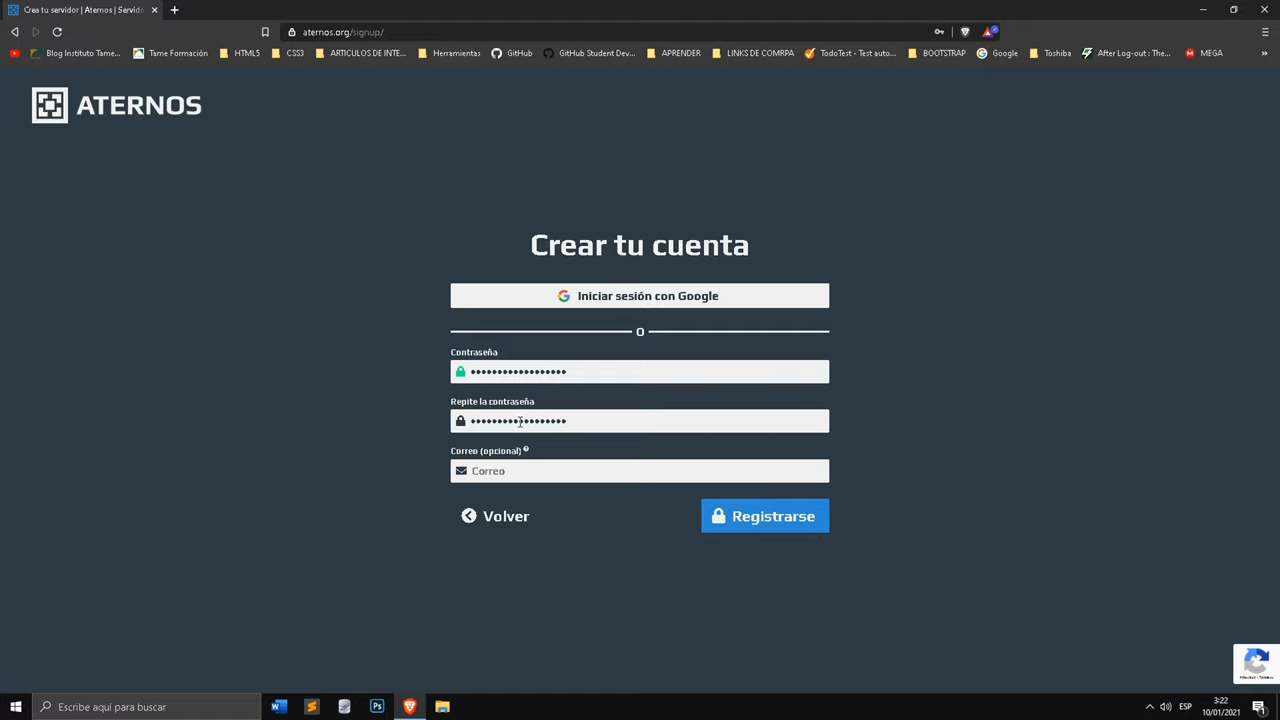 Crea tu servidor | Aternos | Servido
aternos.org/signup/
Blog Instituto Tame...
Tame Formación
HTML5
CSS3
ARTICULOS DE INTE...
Herramientas
GitHub
GitHub Student Dev...
APRENDER
LINKS DE COMRPA
TodoTest - Test auto...
BOOTSTRAP
Google
Toshiba
After Log-out : The...
MEGA
ATERNOS
Crear tu cuenta
Iniciar sesión con Google
O
Contraseña
••••••••••••••••••
Repite la contraseña
••••••••••••••••••
Correo (opcional)
Correo
Volver
Registrarse
Escribe aquí para buscar
ESP
3:22
10/01/2021